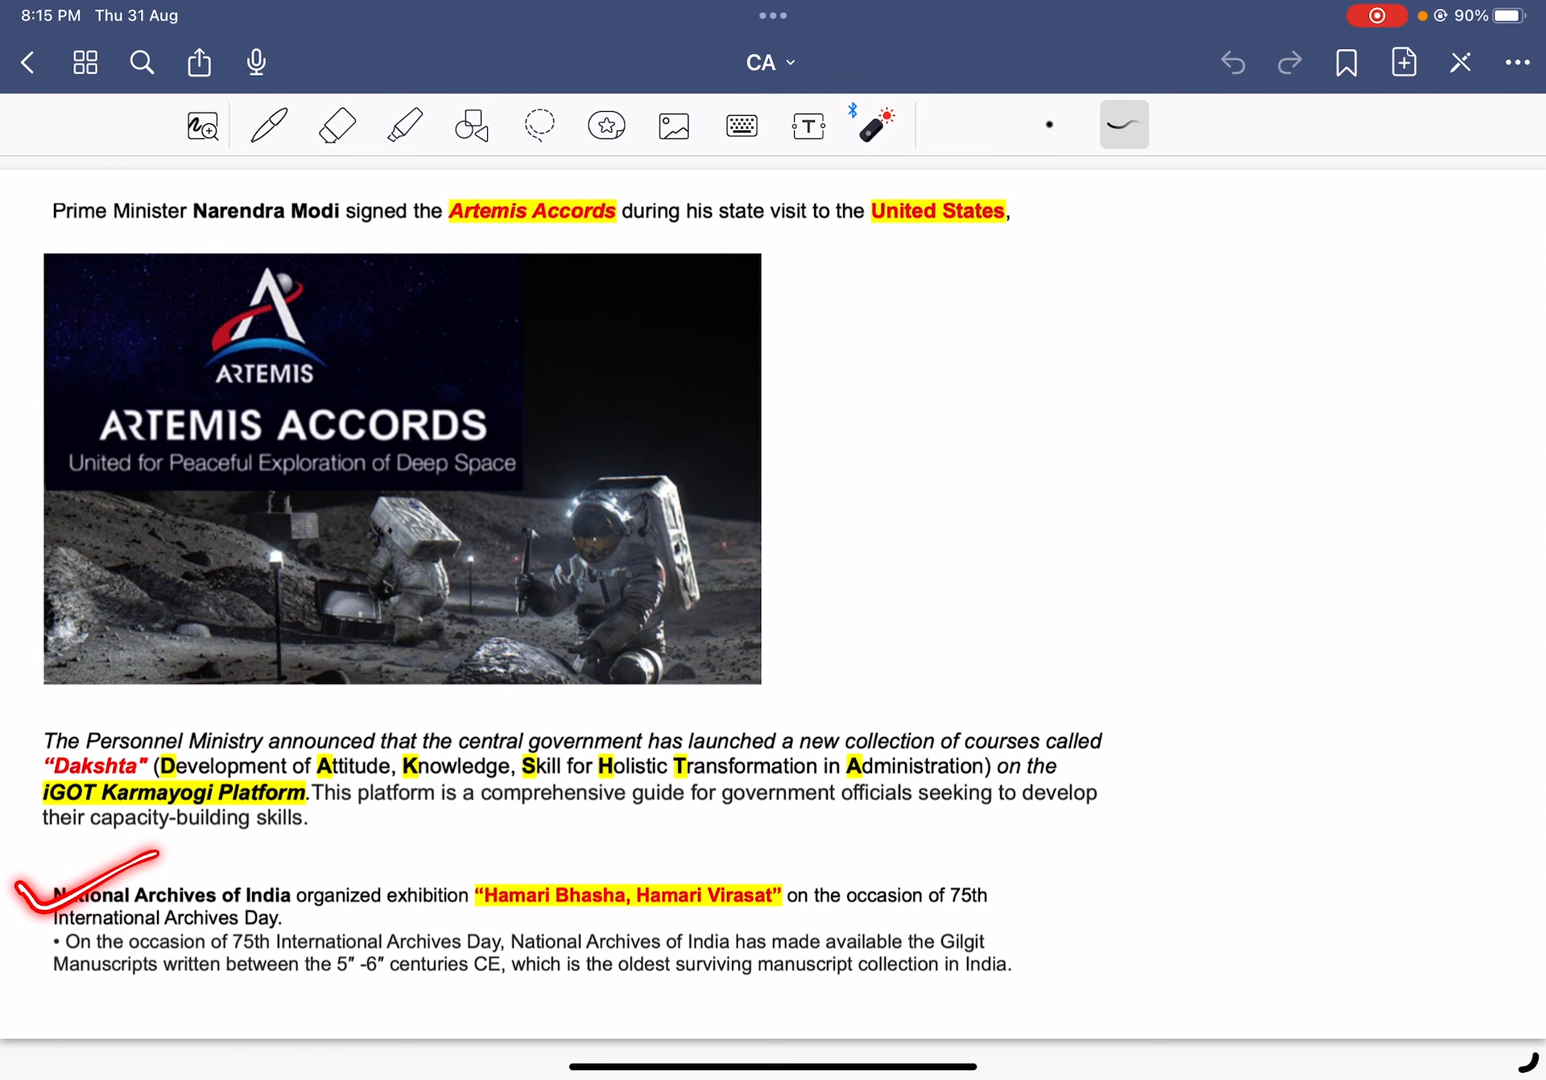 8:15 PM Thu 31 Aug
90%
CA
T
Prime Minister Narendra Modi signed the Artemis Accords during his state visit to the United States,
ARTEMIS
ARTEMIS ACCORDS
United for Peaceful Exploration of Deep Space
The Personnel Ministry announced that the central government has launched a new collection of courses called
“Dakshta” (Development of Attitude, Knowledge, Skill for Holistic Transformation in Administration) on the
iGOT Karmayogi Platform.This platform is a comprehensive guide for government officials seeking to develop
their capacity-building skills.
National Archives of India organized exhibition “Hamari Bhasha, Hamari Virasat” on the occasion of 75th
International Archives Day.
• On the occasion of 75th International Archives Day, National Archives of India has made available the Gilgit
Manuscripts written between the 5″ -6″ centuries CE, which is the oldest surviving manuscript collection in India.